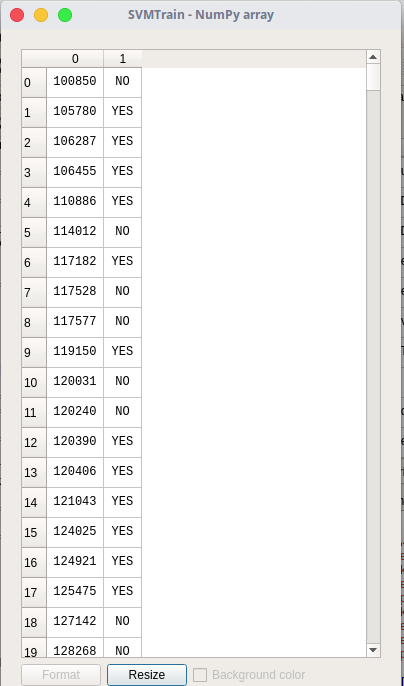 SVMTrain - NumPy array
0 1
0 100850 NO
1 105780 YES
2 106287 YES
3 106455 YES
4 110886 YES
5 114012 NO
6 117182 YES
7 117528 NO
8 117577 NO
9 119150 YES
10 120031 NO
11 120240 NO
12 120390 YES
13 120406 YES
14 121043 YES
15 124025 YES
16 124921 YES
17 125475 YES
18 127142 NO
19 128268 NO
Format Resize Background color